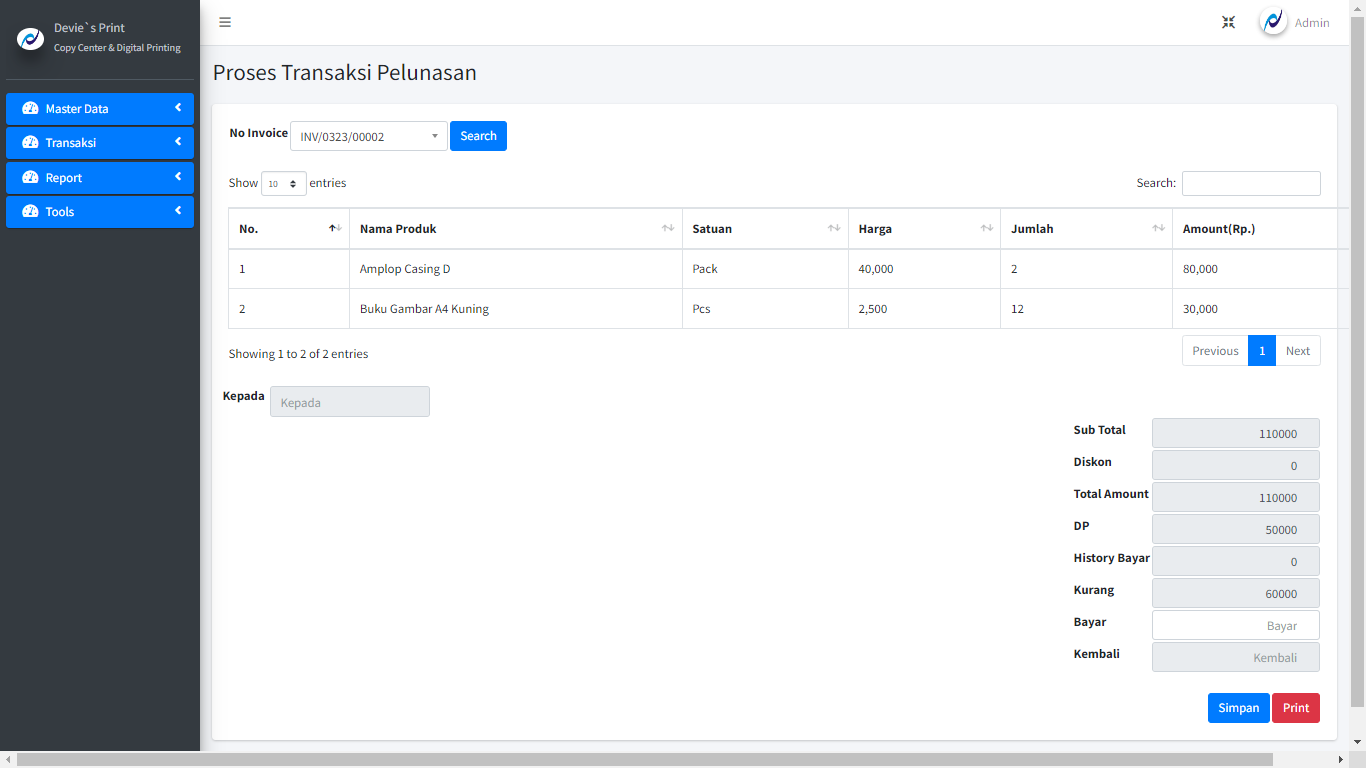 Devie`s Print
Copy Center & Digital Printing
Admin
Master Data
Transaksi
Report
Tools
Proses Transaksi Pelunasan
No Invoice INV/0323/00002 Search
Show 10 entries Search:
No. Nama Produk Satuan Harga Jumlah Amount(Rp.)
1 Amplop Casing D Pack 40,000 2 80,000
2 Buku Gambar A4 Kuning Pcs 2,500 12 30,000
Showing 1 to 2 of 2 entries Previous 1 Next
Kepada Kepada
Sub Total 110000
Diskon 0
Total Amount 110000
DP 50000
History Bayar 0
Kurang 60000
Bayar Bayar
Kembali Kembali
Simpan Print